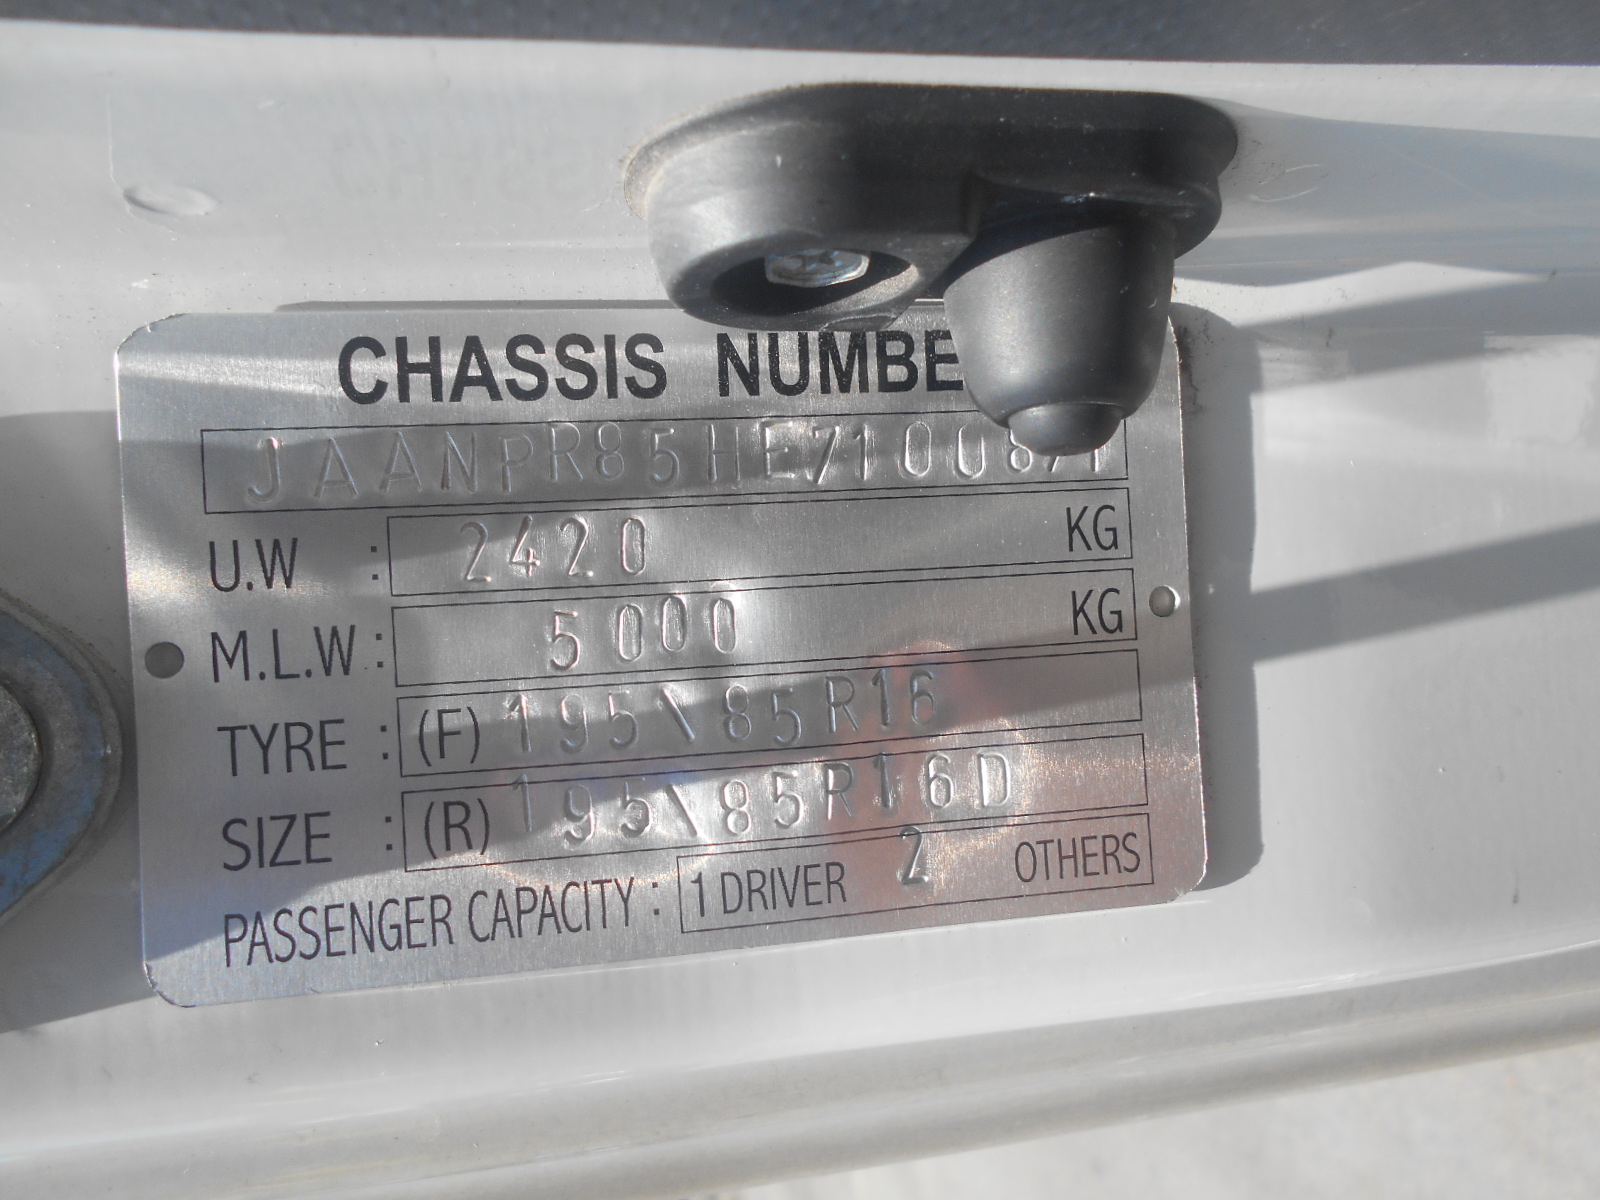 CHASSIS NUMBE
JAANPR85HE71008
U.W : 2420 KG
M.L.W : 5000 KG
TYRE : (F) 195\85R16
SIZE : (R) 195\85R16D
PASSENGER CAPACITY : 1 DRIVER 2 OTHERS